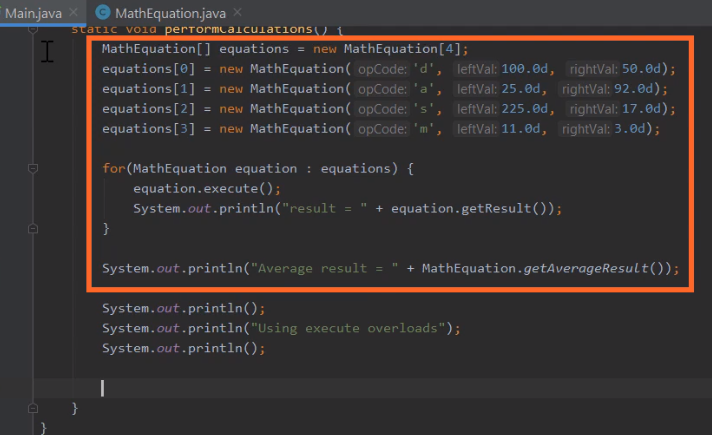 Main.java
MathEquation.java
static void performCalculations() {
MathEquation[] equations = new MathEquation[4];
equations[0] = new MathEquation( opCode: 'd', leftVal: 100.0d, rightVal: 50.0d);
equations[1] = new MathEquation( opCode: 'a', leftVal: 25.0d, rightVal: 92.0d);
equations[2] = new MathEquation( opCode: 's', leftVal: 225.0d, rightVal: 17.0d);
equations[3] = new MathEquation( opCode: 'm', leftVal: 11.0d, rightVal: 3.0d);
for(MathEquation equation : equations) {
equation.execute();
System.out.println("result = " + equation.getResult());
}
System.out.println("Average result = " + MathEquation.getAverageResult());
System.out.println();
System.out.println("Using execute overloads");
System.out.println();
}
}